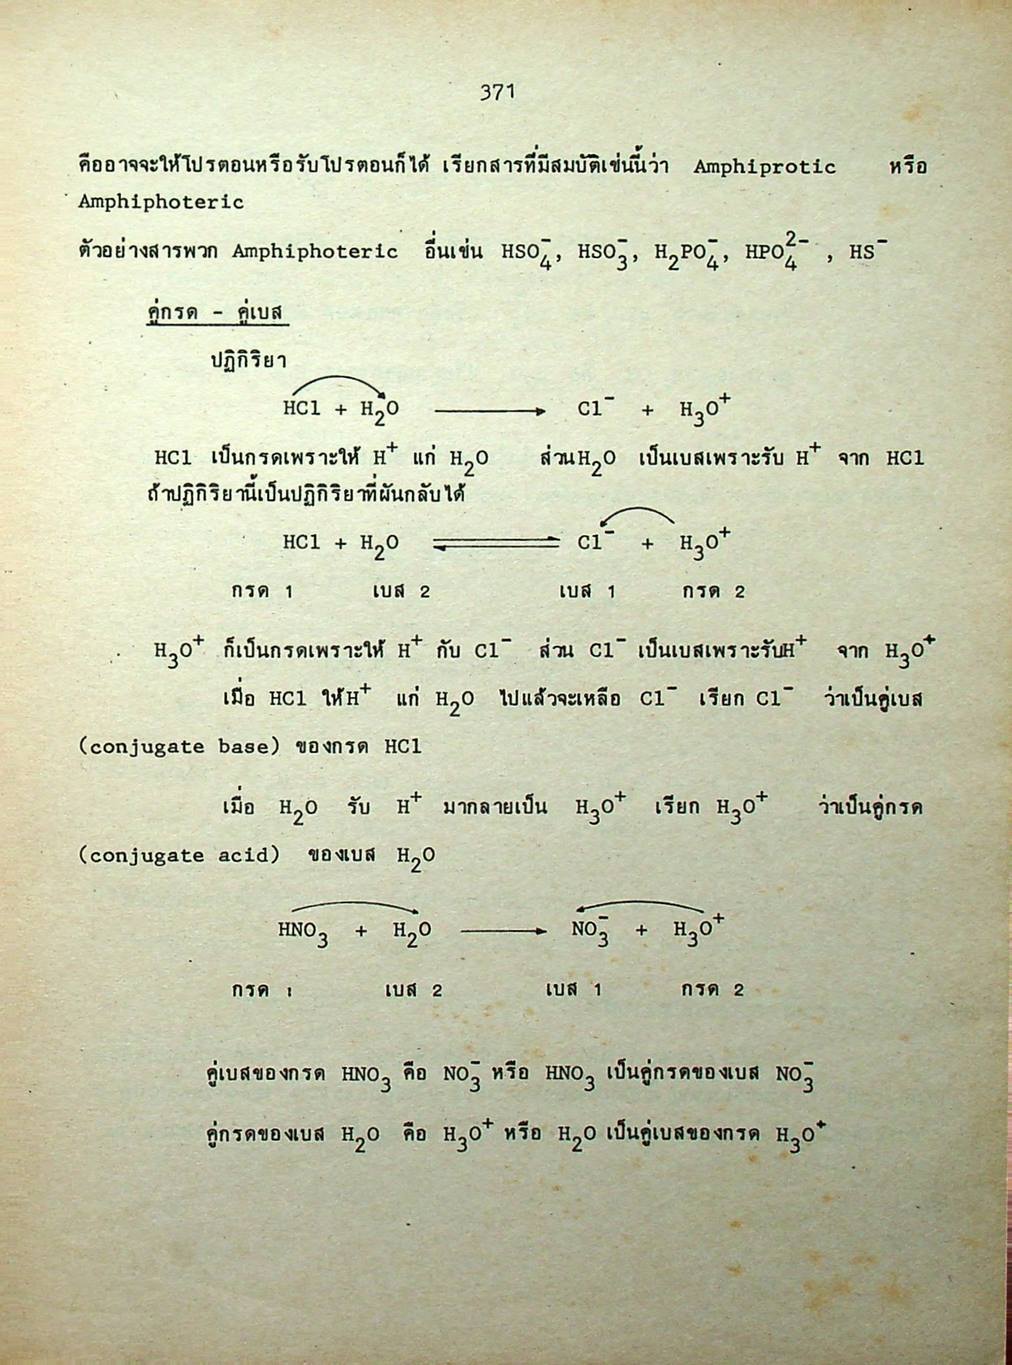 371
คืออาจจะให้โปรตอนหรือรับโปรตอนก็ได้ เรียกสารที่มีสมบัติเช่นนี้ว่า Amphiprotic หรือ
Amphiphoteric
ตัวอย่างสารพวก Amphiphoteric อื่นเช่น HSO₄⁻, HSO₃⁻, H₂PO₄⁻, HPO₄²⁻ , HS⁻
คู่กรด - คู่เบส
ปฏิกิริยา
HCl + H₂O ⟶ Cl⁻ + H₃O⁺
HCl เป็นกรดเพราะให้ H⁺ แก่ H₂O ส่วนH₂O เป็นเบสเพราะรับ H⁺ จาก HCl
ถ้าปฏิกิริยานี้เป็นปฏิกิริยาที่ผันกลับได้
HCl + H₂O ⇌ Cl⁻ + H₃O⁺
กรด 1 เบส 2 เบส 1 กรด 2
H₃O⁺ ก็เป็นกรดเพราะให้ H⁺ กับ Cl⁻ ส่วน Cl⁻ เป็นเบสเพราะรับH⁺ จาก H₃O⁺
เมื่อ HCl ให้H⁺ แก่ H₂O ไปแล้วจะเหลือ Cl⁻ เรียก Cl⁻ ว่าเป็นคู่เบส
(conjugate base) ของกรด HCl
เมื่อ H₂O รับ H⁺ มากลายเป็น H₃O⁺ เรียก H₃O⁺ ว่าเป็นคู่กรด
(conjugate acid) ของเบส H₂O
HNO₃ + H₂O ⟶ NO₃⁻ + H₃O⁺
กรด 1 เบส 2 เบส 1 กรด 2
คู่เบสของกรด HNO₃ คือ NO₃⁻ หรือ HNO₃ เป็นคู่กรดของเบส NO₃⁻
คู่กรดของเบส H₂O คือ H₃O⁺ หรือ H₂O เป็นคู่เบสของกรด H₃O⁺